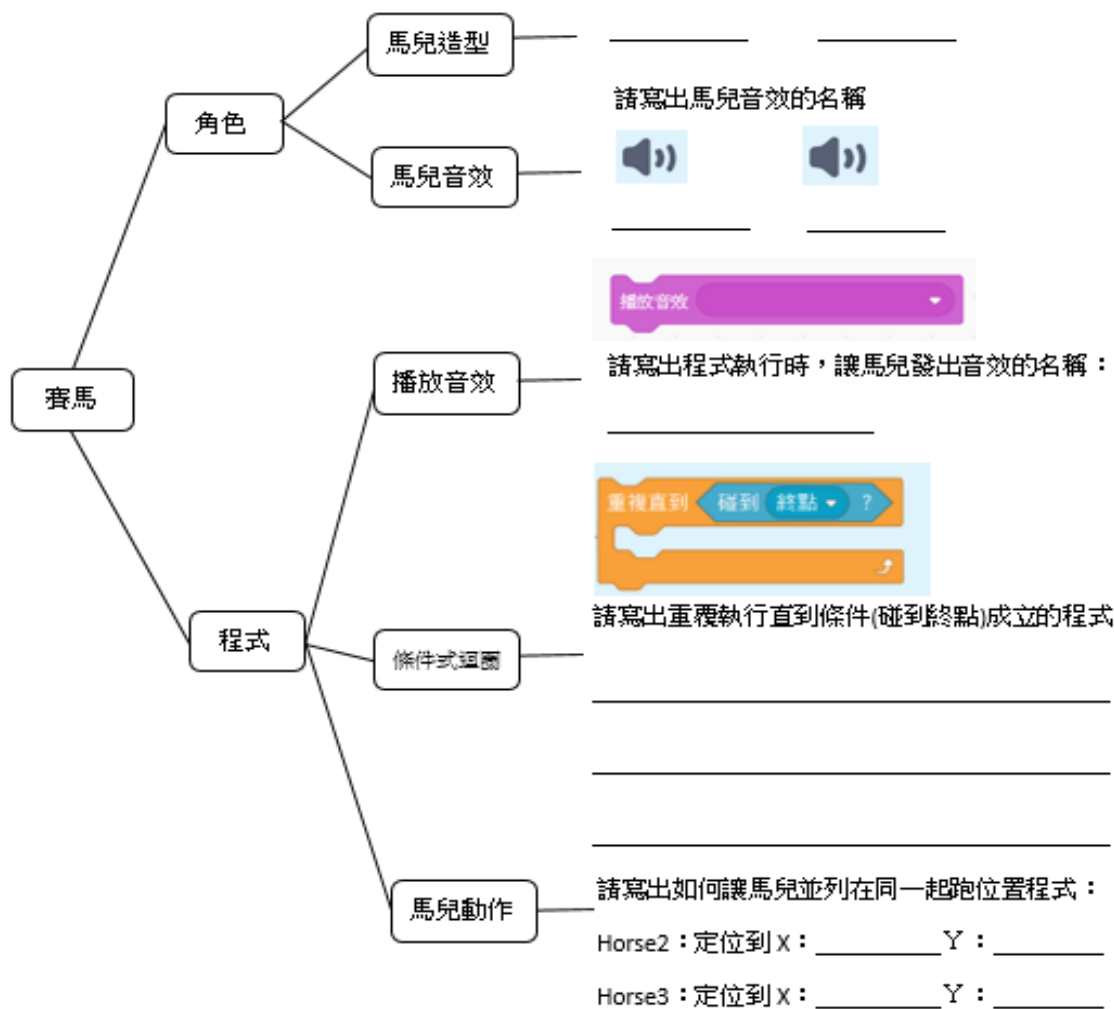 馬兒造型
請寫出馬兒音效的名稱
角色
馬兒音效
播放音效
請寫出程式執行時，讓馬兒發出音效的名稱：
播放音效
賽馬
重複直到 碰到 終點 ?
請寫出重覆執行直到條件(碰到終點)成立的程式
程式
條件式迴圈
請寫出如何讓馬兒並列在同一起跑位置程式：
馬兒動作
Horse2：定位到 X：__________Y：_________
Horse3：定位到 X：__________Y：_________